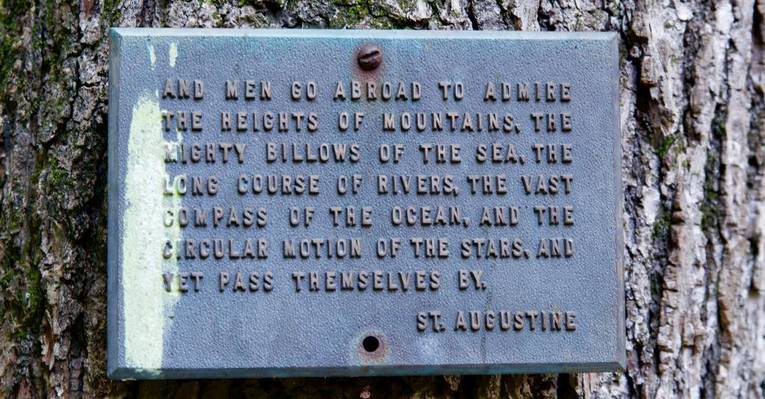 AND MEN GO ABROAD TO ADMIRE
THE HEIGHTS OF MOUNTAINS, THE
MIGHTY BILLOWS OF THE SEA, THE
LONG COURSE OF RIVERS, THE VAST
COMPASS OF THE OCEAN, AND THE
CIRCULAR MOTION OF THE STARS, AND
YET PASS THEMSELVES BY.
ST. AUGUSTINE